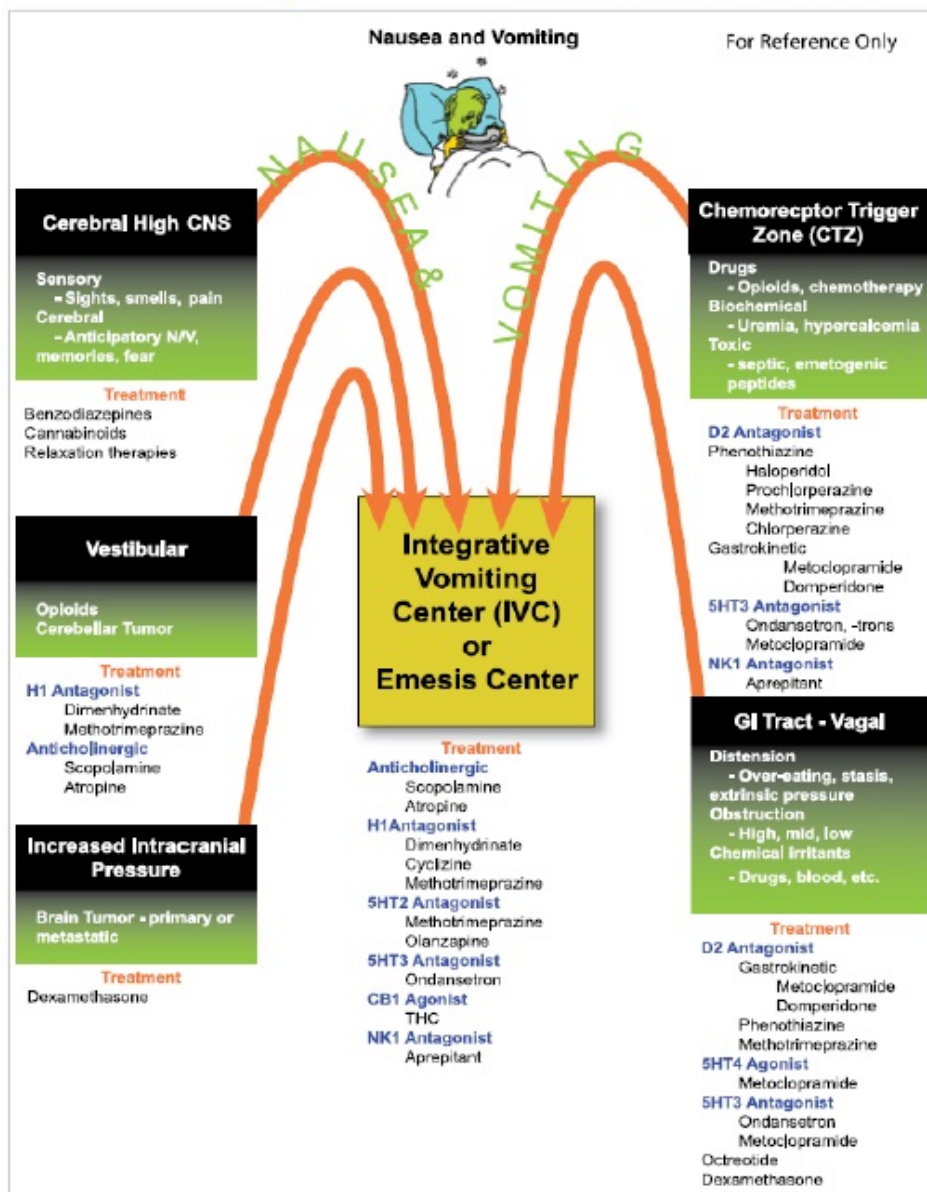 Nausea and Vomiting
For Reference Only
NAUSEA &
VOMITING
Cerebral High CNS
Sensory
- Sights, smells, pain
Cerebral
- Anticipatory N/V,
memories, fear
Treatment
Benzodiazepines
Cannabinoids
Relaxation therapies
Vestibular
Opioids
Cerebellar Tumor
Treatment
H1 Antagonist
Dimenhydrinate
Methotrimeprazine
Anticholinergic
Scopolamine
Atropine
Increased Intracranial
Pressure
Brain Tumor - primary or
metastatic
Treatment
Dexamethasone
Integrative
Vomiting
Center (IVC)
or
Emesis Center
Treatment
Anticholinergic
Scopolamine
Atropine
H1Antagonist
Dimenhydrinate
Cyclizine
Methotrimeprazine
5HT2 Antagonist
Methotrimeprazine
Olanzapine
5HT3 Antagonist
Ondansetron
CB1 Agonist
THC
NK1 Antagonist
Aprepitant
Chemorecptor Trigger
Zone (CTZ)
Drugs
- Opioids, chemotherapy
Biochemical
- Uremia, hypercalcemia
Toxic
- septic, emetogenic
peptides
Treatment
D2 Antagonist
Phenothiazine
Haloperidol
Prochlorperazine
Methotrimeprazine
Chlorperazine
Gastrokinetic
Metoclopramide
Domperidone
5HT3 Antagonist
Ondansetron, -trons
Metoclopramide
NK1 Antagonist
Aprepitant
GI Tract - Vagal
Distension
- Over-eating, stasis,
extrinsic pressure
Obstruction
- High, mid, low
Chemical Irritants
- Drugs, blood, etc.
Treatment
D2 Antagonist
Gastrokinetic
Metoclopramide
Domperidone
Phenothiazine
Methotrimeprazine
5HT4 Agonist
Metoclopramide
5HT3 Antagonist
Ondansetron
Metoclopramide
Octreotide
Dexamethasone